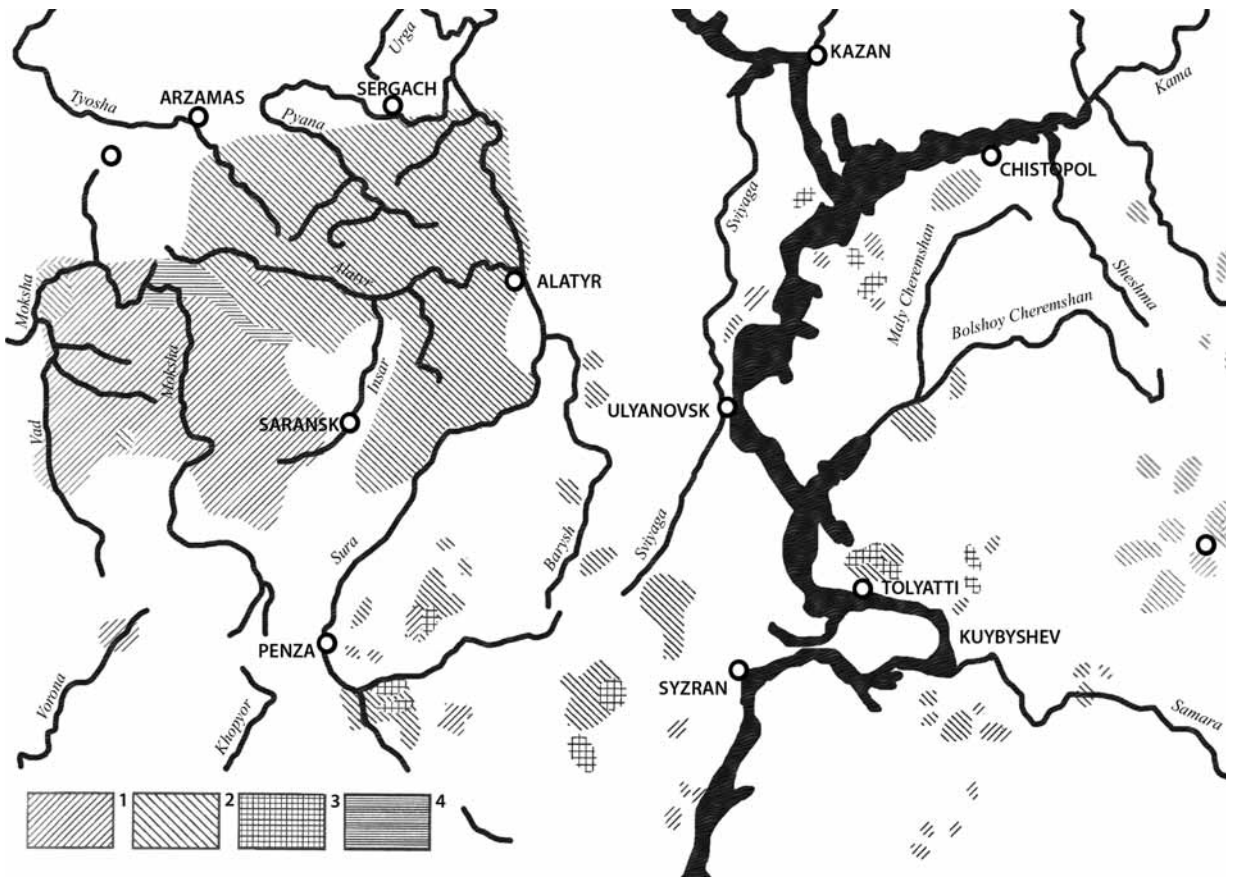 Urga
KAZAN
SERGACH
Kama
ARZAMAS
Tyosha
Pyana
CHISTOPOL
Sviyaga
Maly Cheremshan
Sheshma
Alatyr
ALATYR
Moksha
Bolshoy Cheremshan
Moksha
Insar
ULYANOVSK
SARANSK
Vad
Sura
Barysh
Sviyaga
TOLYATTI
PENZA
KUYBYSHEV
SYZRAN
Vorona
Khopyor
Samara
1
2
3
4